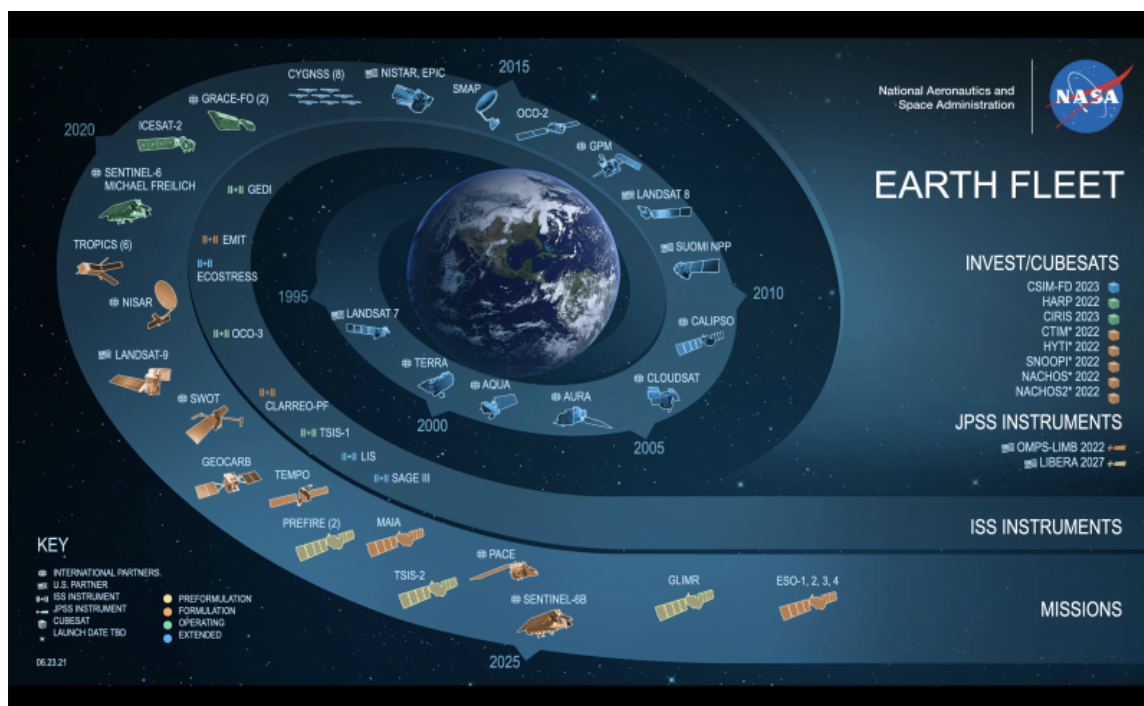 National Aeronautics and
Space Administration
NASA
EARTH FLEET
2015
CYGNSS (8)
NISTAR, EPIC
SMAP
GRACE-FO (2)
OCO-2
2020
ICESAT-2
GPM
SENTINEL-6
MICHAEL FREILICH
GEDI
LANDSAT 8
TROPICS (6)
EMIT
SUOMI NPP
ECOSTRESS
1995
2010
NISAR
LANDSAT 7
CALIPSO
OCO-3
LANDSAT-9
TERRA
AQUA
AURA
CLOUDSAT
SWOT
CLARREO-PF
2000
TSIS-1
2005
LIS
GEOCARB
TEMPO
SAGE III
PREFIRE (2)
MAIA
PACE
TSIS-2
SENTINEL-6B
GLIMR
ESO-1, 2, 3, 4
2025
INVEST/CUBESATS
CSIM-FD 2023
HARP 2022
CIRIS 2023
CTIM* 2022
HYTI* 2022
SNOOPI* 2022
NACHOS* 2022
NACHOS2* 2022
JPSS INSTRUMENTS
OMPS-LIMB 2022
LIBERA 2027
ISS INSTRUMENTS
MISSIONS
KEY
INTERNATIONAL PARTNERS
U.S. PARTNER
ISS INSTRUMENT
JPSS INSTRUMENT
CUBESAT
* LAUNCH DATE TBD
PREFORMULATION
FORMULATION
OPERATING
EXTENDED
06.23.21